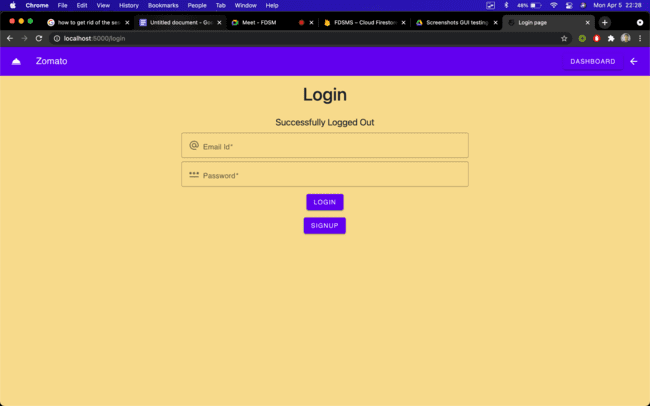 Chrome File Edit View History Bookmarks People Tab Window Help 46% Mon Apr 5 22:28
how to get rid of the sea Untitled document - Go Meet - FDSM FDSMS - Cloud Firestor Screenshots GUI testing Login page
localhost:5000/login
Zomato DASHBOARD
Login
Successfully Logged Out
Email Id*
Password*
LOGIN
SIGNUP